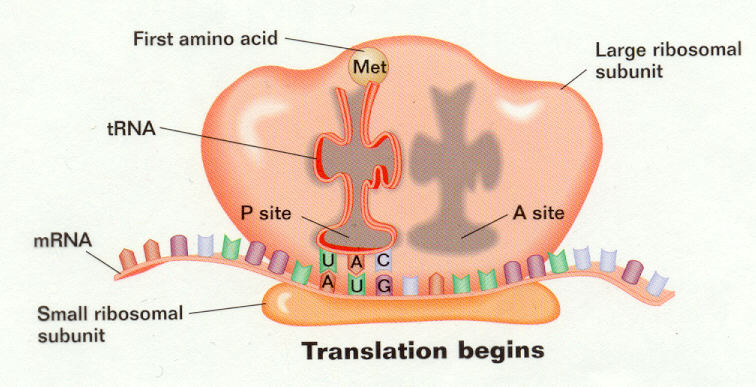 First amino acid
Met
Large ribosomal
subunit
tRNA
P site
A site
mRNA
U A C
A U G
Small ribosomal
subunit
Translation begins